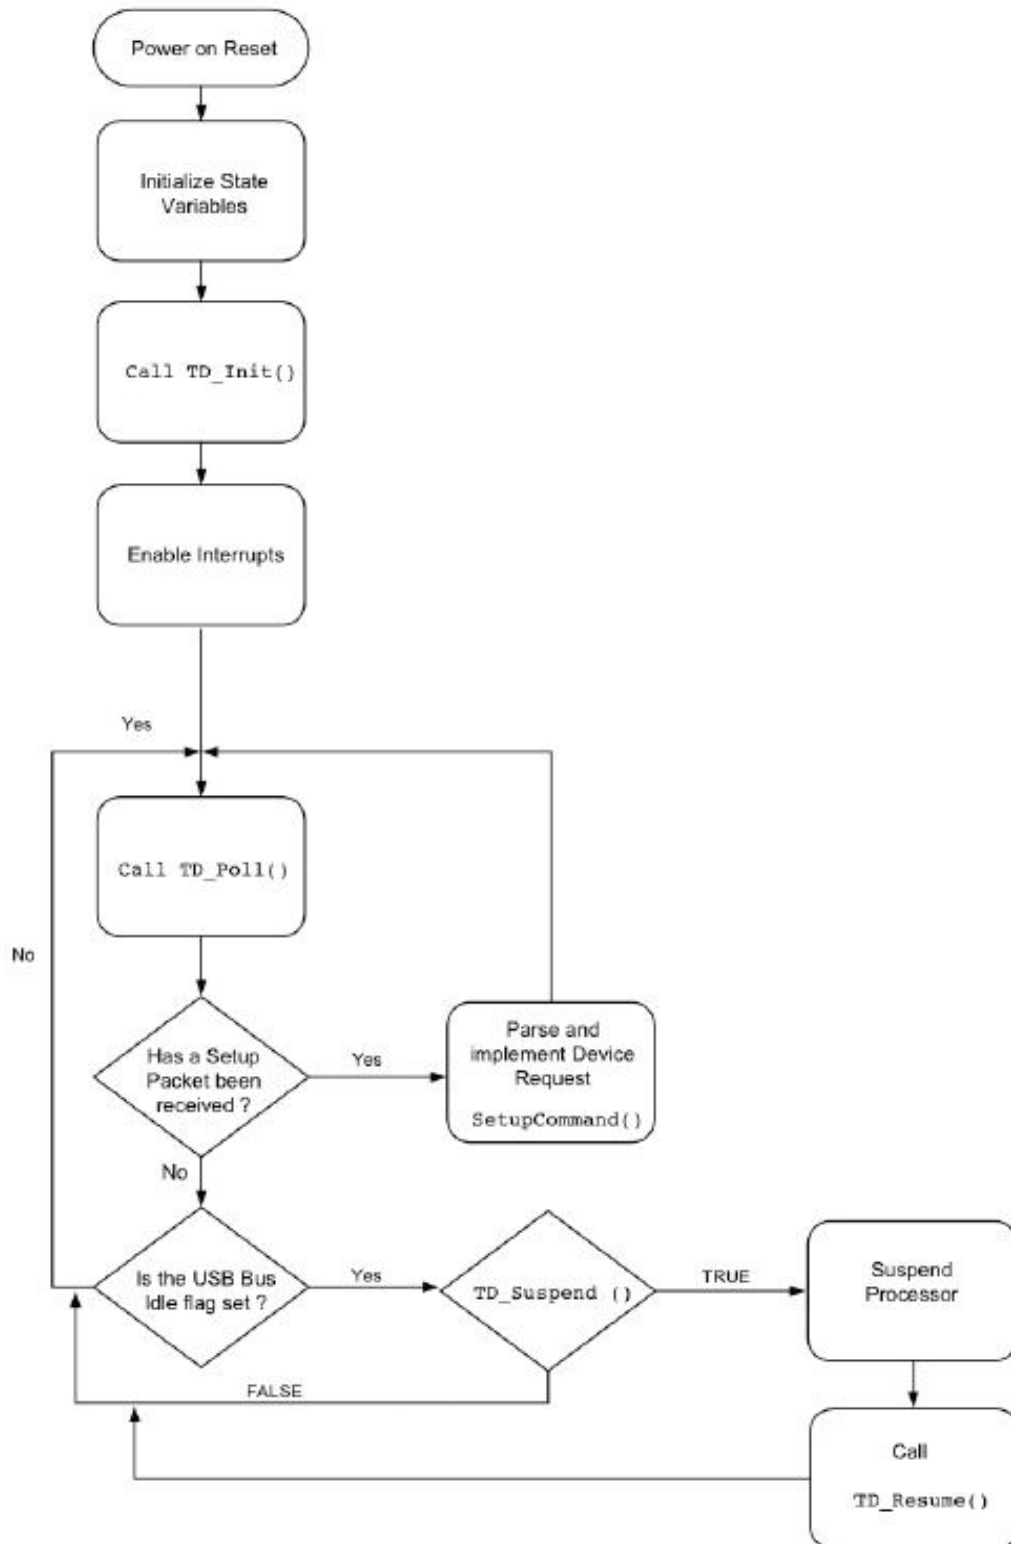 Power on Reset
Initialize State
Variables
Call TD_Init()
Enable Interrupts
Yes
Call TD_Poll()
No
Has a Setup
Packet been
received ?
Yes
Parse and
implement Device
Request
SetupCommand()
No
Is the USB Bus
Idle flag set ?
Yes
TD_Suspend ()
TRUE
Suspend
Processor
FALSE
Call
TD_Resume()